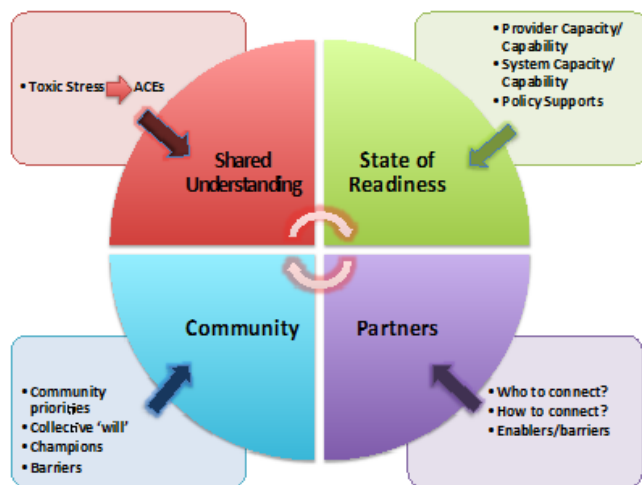 • Toxic Stress ACEs
• Provider Capacity/
Capability
• System Capacity/
Capability
• Policy Supports
Shared
Understanding
State of
Readiness
Community
Partners
• Community
priorities
• Collective ‘will’
• Champions
• Barriers
• Who to connect?
• How to connect?
• Enablers/barriers